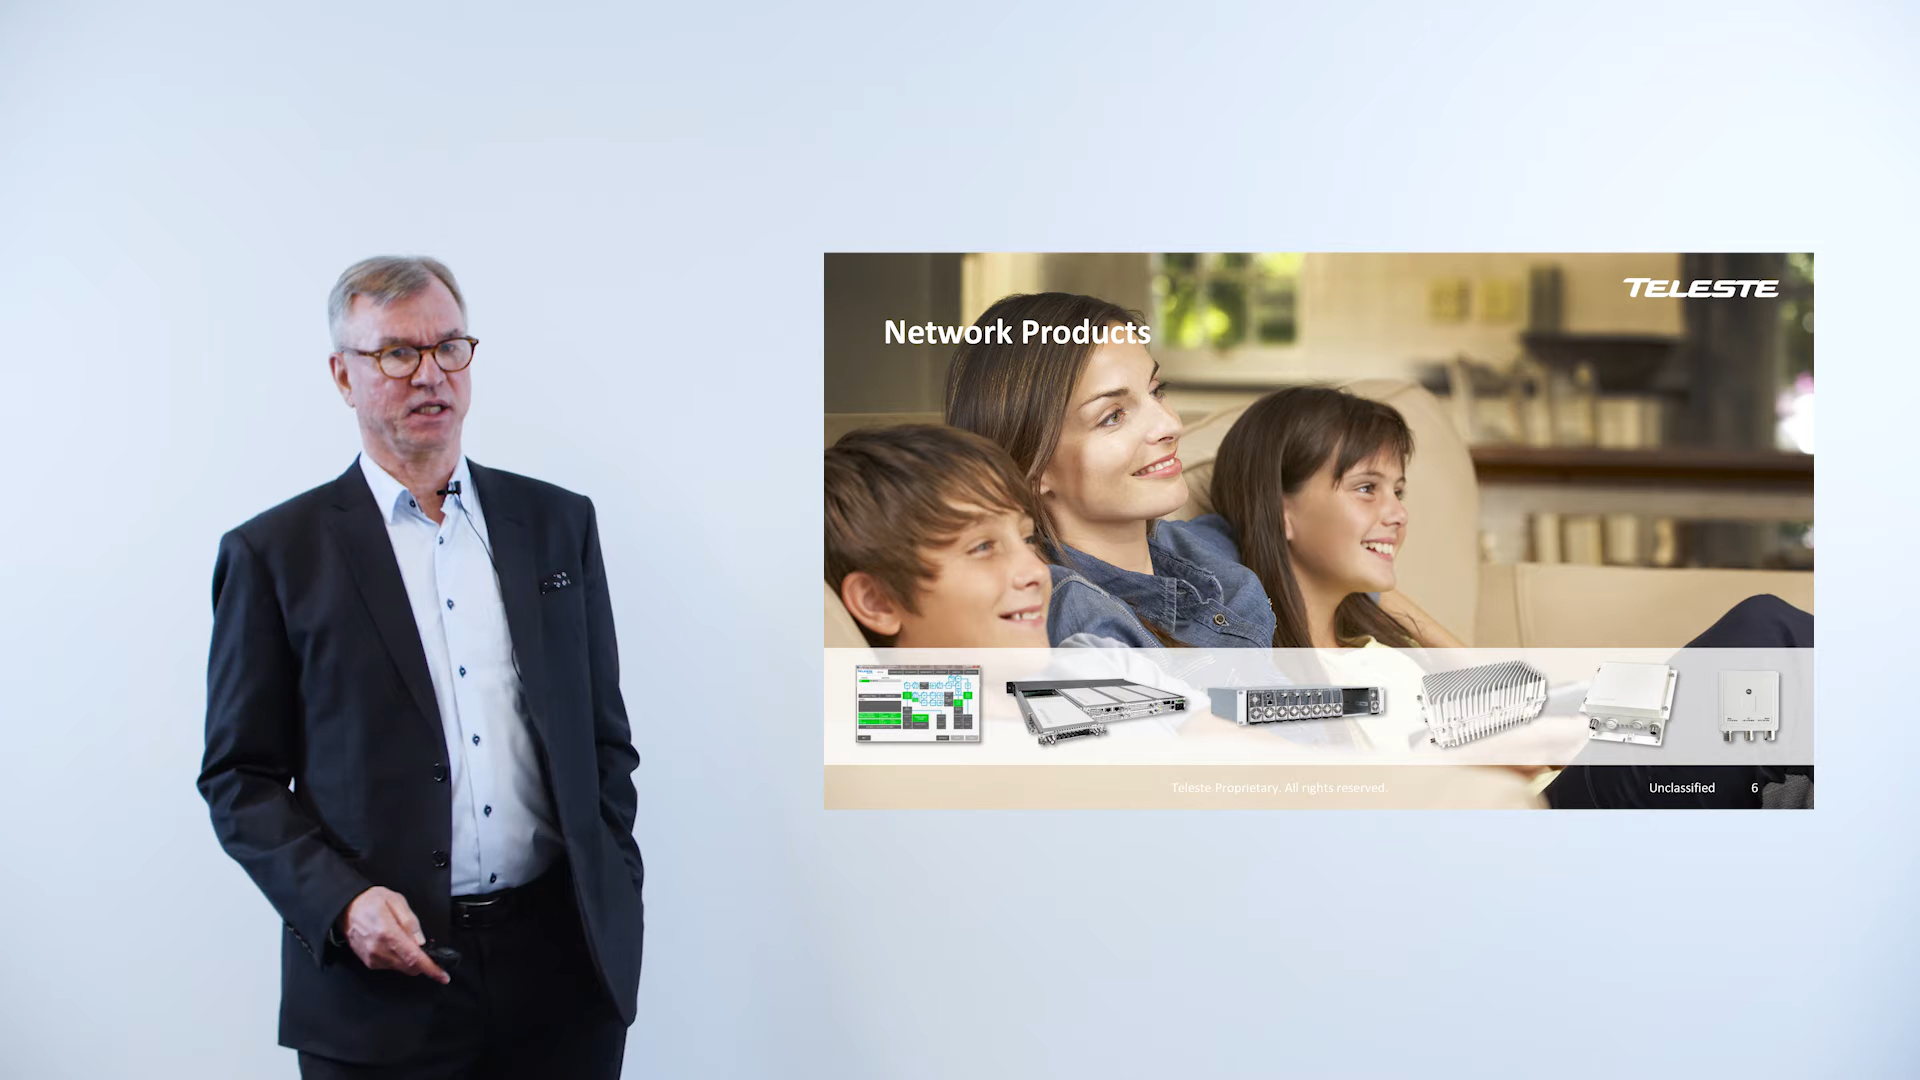 TELESTE
Network Products
Teleste Proprietary. All rights reserved.
Unclassified 6